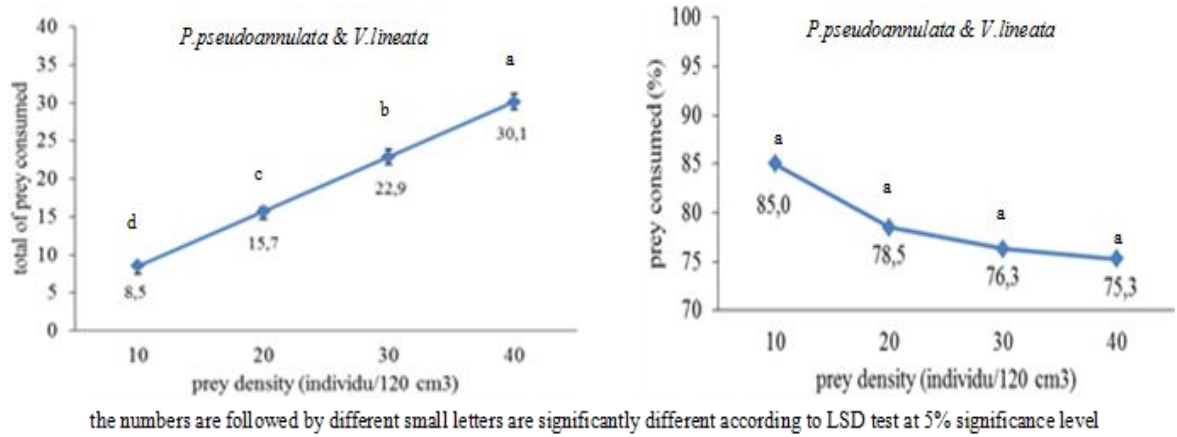 P.pseudoannulata & V.lineata
total of prey consumed
40
35
30
25
20
15
10
5
0
a
b
c
d
8,5
15,7
22,9
30,1
10 20 30 40
prey density (individu/120 cm3)
P.pseudoannulata & V.lineata
prey consumed (%)
100
95
90
85
80
75
70
a
a
a
a
85,0
78,5
76,3
75,3
10 20 30 40
prey density (individu/120 cm3)
the numbers are followed by different small letters are significantly different according to LSD test at 5% significance level